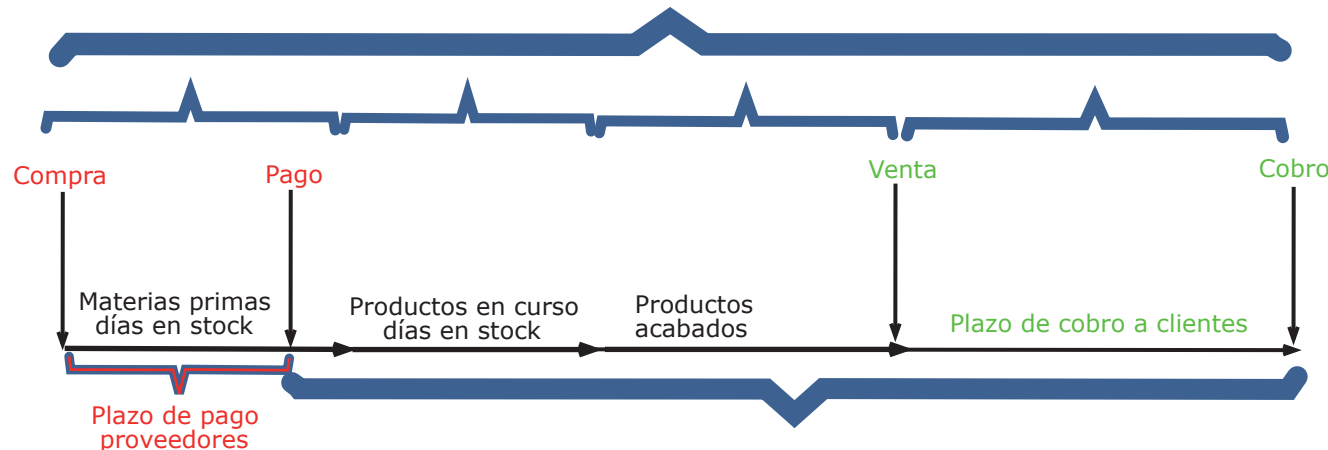 Compra
Pago
Venta
Cobro
Materias primas
días en stock
Productos en curso
días en stock
Productos
acabados
Plazo de cobro a clientes
Plazo de pago
proveedores